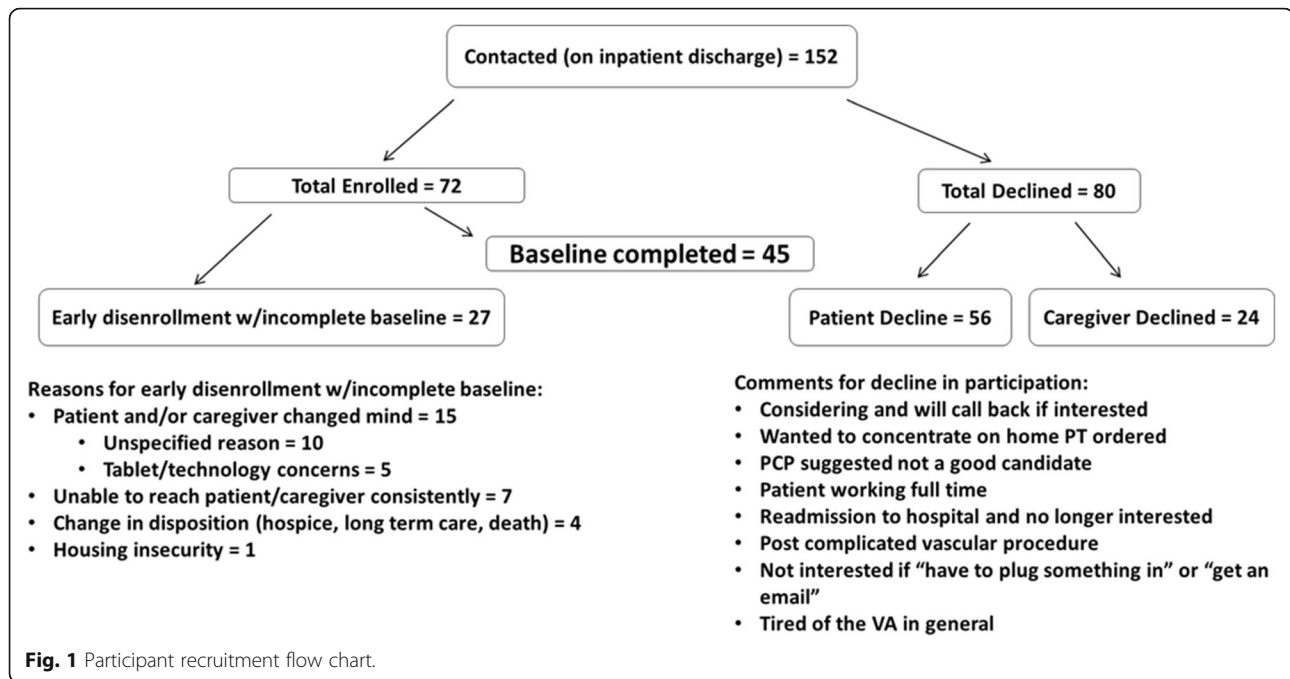 Contacted (on inpatient discharge) = 152
Total Enrolled = 72
Total Declined = 80
Baseline completed = 45
Early disenrollment w/incomplete baseline = 27
Patient Decline = 56
Caregiver Declined = 24
Reasons for early disenrollment w/incomplete baseline:
• Patient and/or caregiver changed mind = 15
• Unspecified reason = 10
• Tablet/technology concerns = 5
• Unable to reach patient/caregiver consistently = 7
• Change in disposition (hospice, long term care, death) = 4
• Housing insecurity = 1
Comments for decline in participation:
• Considering and will call back if interested
• Wanted to concentrate on home PT ordered
• PCP suggested not a good candidate
• Patient working full time
• Readmission to hospital and no longer interested
• Post complicated vascular procedure
• Not interested if “have to plug something in” or “get an
email”
• Tired of the VA in general
Fig. 1 Participant recruitment flow chart.